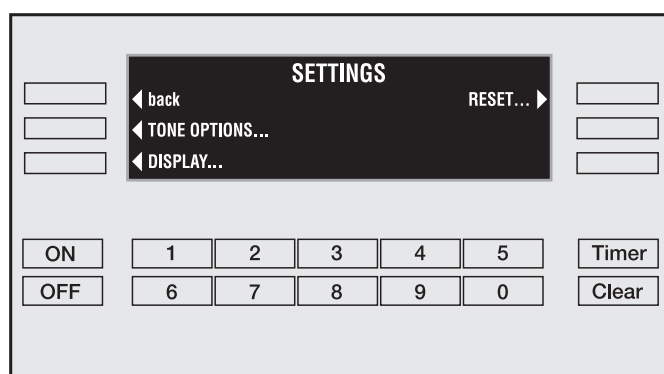 SETTINGS
back RESET...
TONE OPTIONS...
DISPLAY...
ON 1 2 3 4 5 Timer
OFF 6 7 8 9 0 Clear